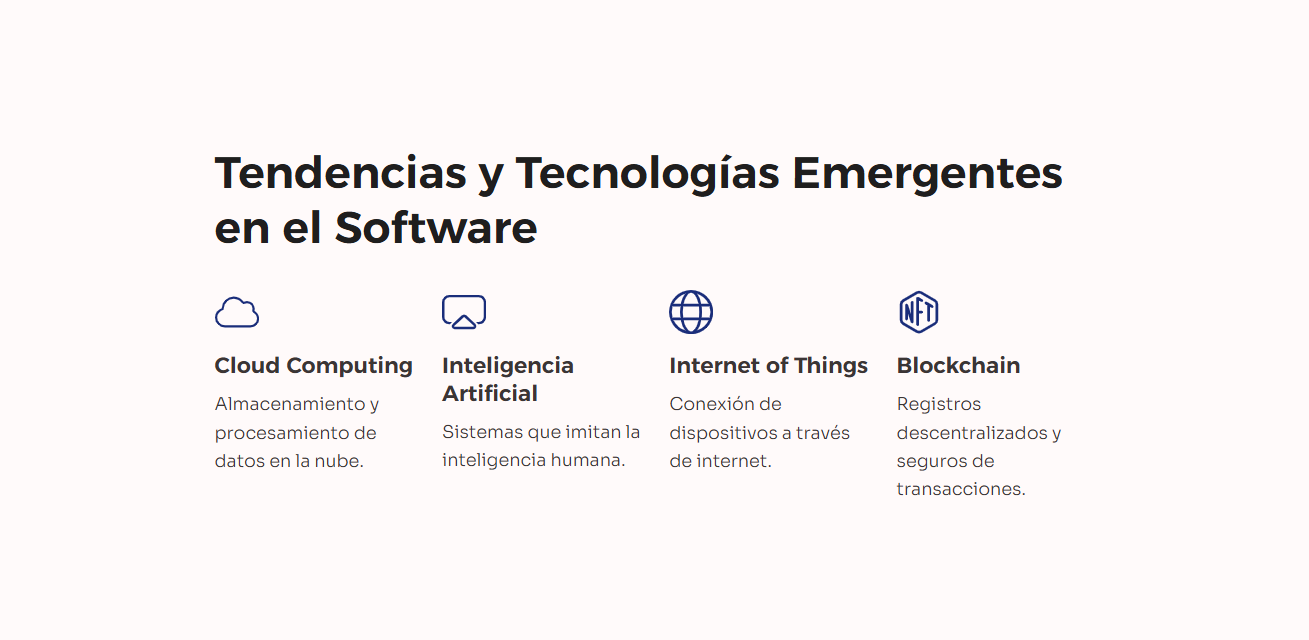 Tendencias y Tecnologías Emergentes
en el Software
NFT
Cloud Computing
Almacenamiento y
procesamiento de
datos en la nube.
Inteligencia
Artificial
Sistemas que imitan la
inteligencia humana.
Internet of Things
Conexión de
dispositivos a través
de internet.
Blockchain
Registros
descentralizados y
seguros de
transacciones.